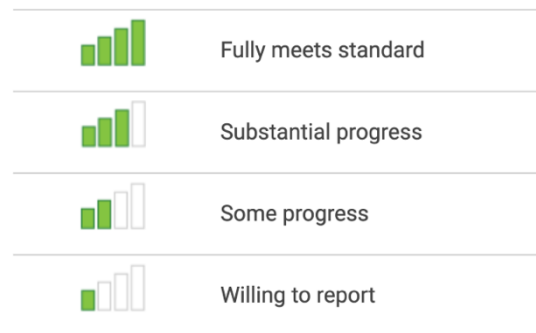 Fully meets standard
Substantial progress
Some progress
Willing to report